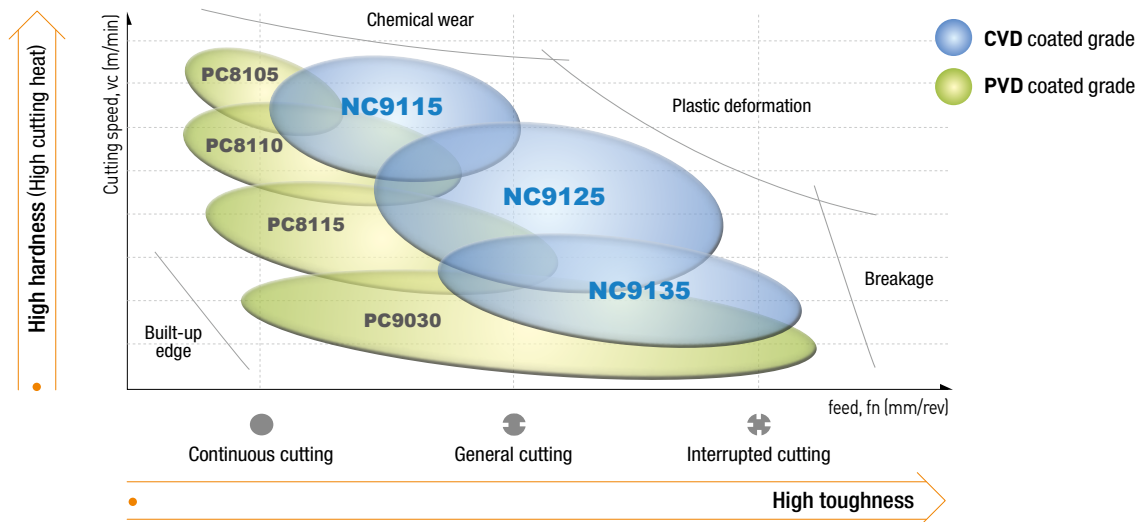 Chemical wear
CVD coated grade
PC8105
PVD coated grade
NC9115
Plastic deformation
PC8110
High hardness (High cutting heat)
Cutting speed, vc (m/min)
NC9125
PC8115
Breakage
NC9135
PC9030
Built-up
edge
feed, fn (mm/rev)
Continuous cutting
General cutting
Interrupted cutting
High toughness